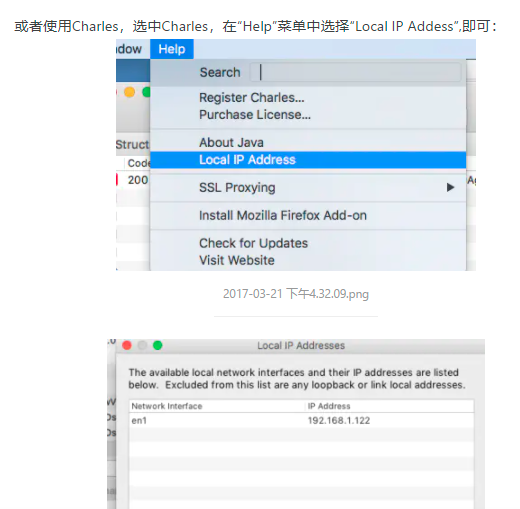 或者使用Charles，选中Charles，在“Help”菜单中选择“Local IP Addess”,即可：
dow Help
Search
Register Charles...
Purchase License...
Struct About Java
Code Local IP Address
200 SSL Proxying
Install Mozilla Firefox Add-on
Check for Updates
Visit Website
2017-03-21 下午4.32.09.png
Local IP Addresses
The available local network interfaces and their IP addresses are listed
below. Excluded from this list are any loopback or link local addresses.
Network Interface IP Address
en1 192.168.1.122